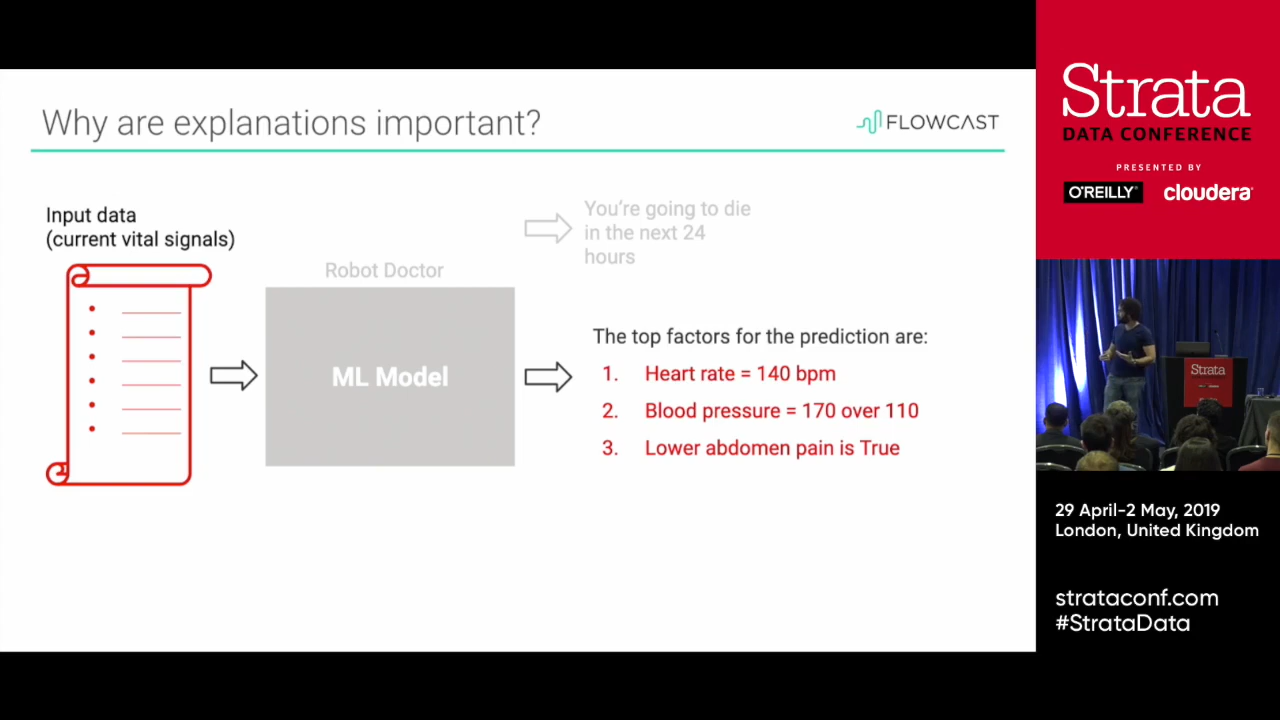 Why are explanations important?
FLOWCAST
Input data
(current vital signals)
Robot Doctor
ML Model
You're going to die
in the next 24
hours
The top factors for the prediction are:
1. Heart rate = 140 bpm
2. Blood pressure = 170 over 110
3. Lower abdomen pain is True
Strata
DATA CONFERENCE
PRESENTED BY
O'REILLY®
cloudera®
Strata
29 April-2 May, 2019
London, United Kingdom
strataconf.com
#StrataData